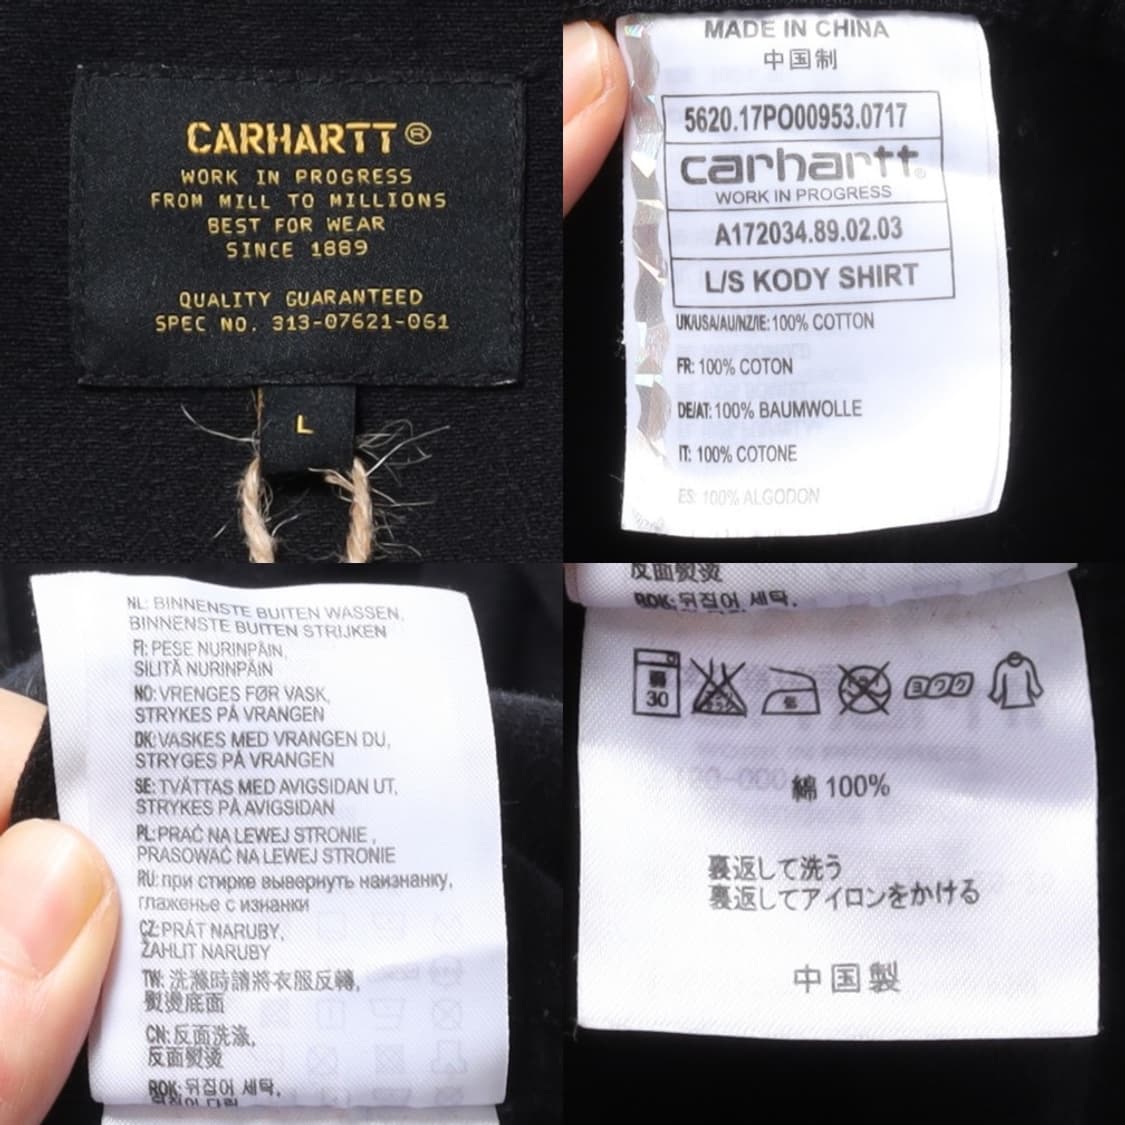 CARHARTT®
WORK IN PROGRESS
FROM MILL TO MILLIONS
BEST FOR WEAR
SINCE 1889
QUALITY GUARANTEED
SPEC NO. 313-07621-061
L
MADE IN CHINA
中国制
5620.17PO00953.0717
carhartt®
WORK IN PROGRESS
A172034.89.02.03
L/S KODY SHIRT
UK/USA/AU/NZ/IE: 100% COTTON
FR: 100% COTON
DE/AT: 100% BAUMWOLLE
IT: 100% COTONE
ES: 100% ALGODON
NL: BINNENSTE BUITEN WASSEN,
BINNENSTE BUITEN STRIJKEN
FI: PESE NURINPÄIN,
SILITÄ NURINPÄIN
NO: VRENGES FØR VASK,
STRYKES PÅ VRANGEN
DK: VASKES MED VRANGEN DU,
STRYGES PÅ VRANGEN
SE: TVÄTTAS MED AVIGSIDAN UT,
STRYKES PÅ AVIGSIDAN
PL: PRAĆ NA LEWEJ STRONIE ,
PRASOWAĆ NA LEWEJ STRONIE
RU: при стирке вывернуть наизнанку,
глаженье с изнанки
CZ: PRÁT NARUBY,
ŽAHLIT NARUBY
TW: 洗滌時請將衣服反轉,
熨燙底面
CN: 反面洗涤,
反面熨烫
ROK: 뒤집어 세탁,
反面熨烫
ROK: 뒤집어 세탁,
弱
30
低
ヨワク
綿 100%
裏返して洗う
裏返してアイロンをかける
中国製